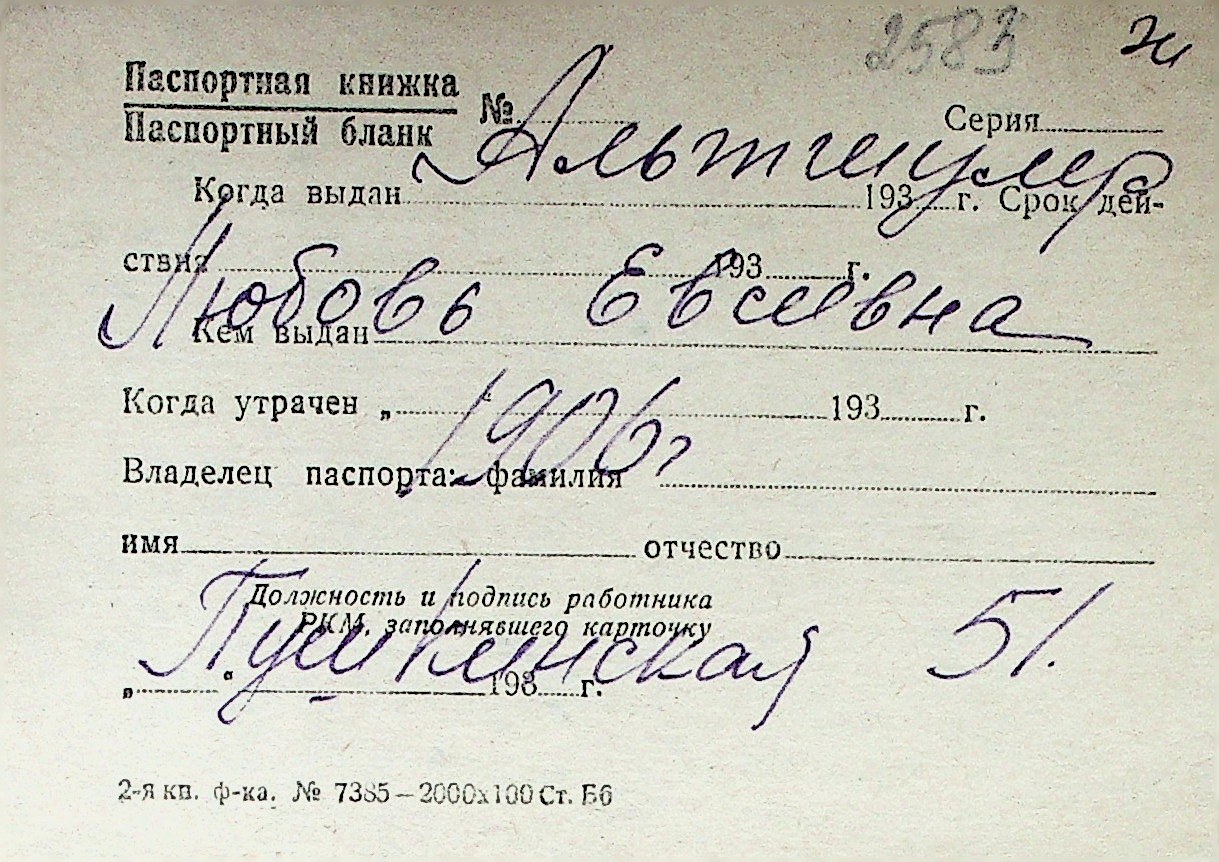 2583 ж
Паспортная книжка
Паспортный бланк
№ Серия
Альтшулер
Когда выдан 193 г. Срок дей-
ствия 193 г.
Любовь Евсеевна
Кем выдан
Когда утрачен „ 193 г.
1906 г
Владелец паспорта: фамилия
имя отчество
Должность и подпись работника
РКМ, заполнявшего карточку
Пушкинская 51.
„ “ 193 г.
2-я кп. ф-ка. № 7385—2000х100 Ст. Б6